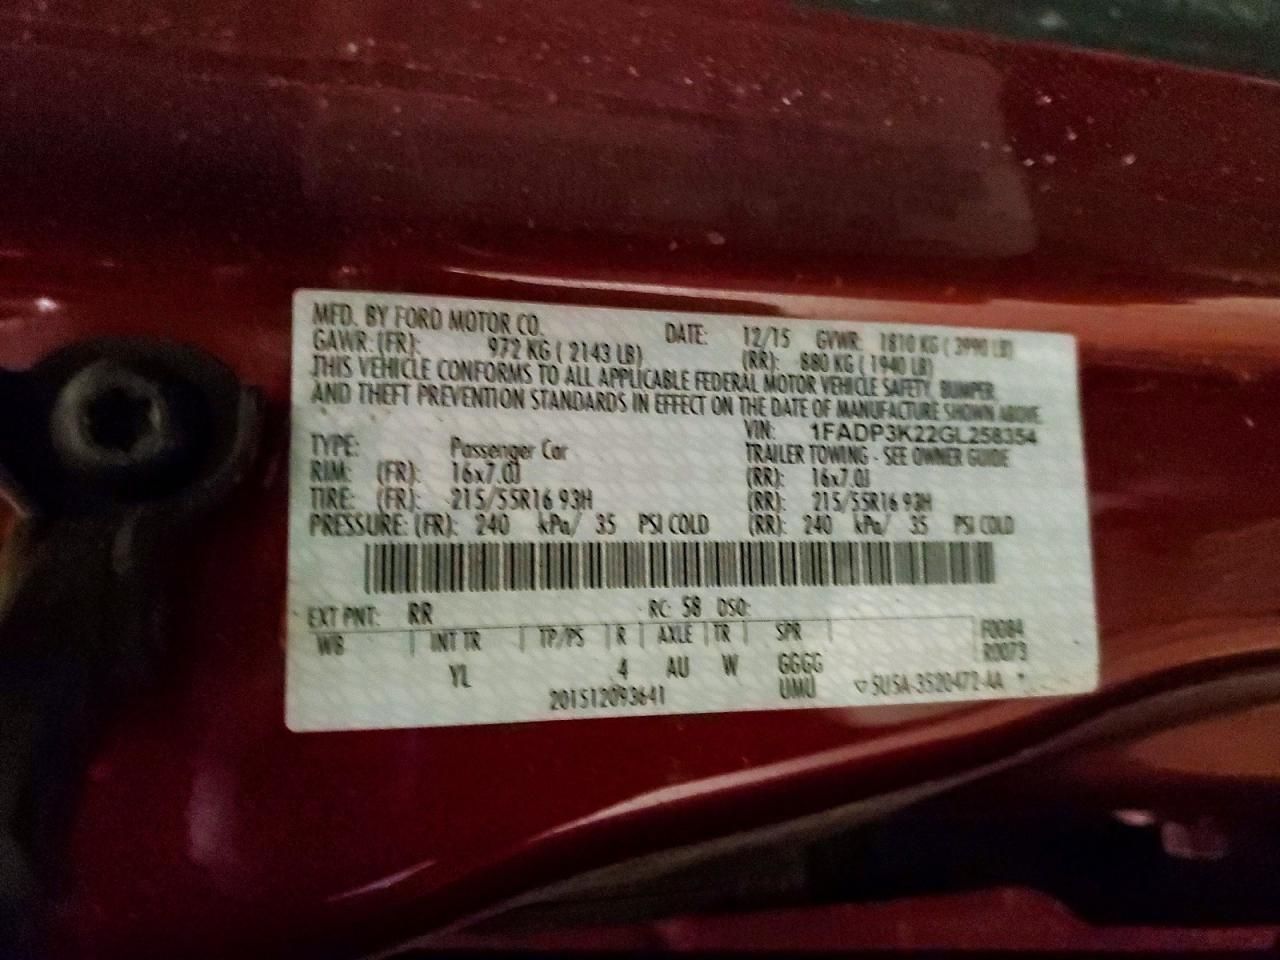 MFD. BY FORD MOTOR CO. DATE: 12/15 GVWR: 1810 KG ( 3990 LB)
GAWR: (FR): 972 KG ( 2143 LB) (RR): 880 KG ( 1940 LB)
THIS VEHICLE CONFORMS TO ALL APPLICABLE FEDERAL MOTOR VEHICLE SAFETY, BUMPER,
AND THEFT PREVENTION STANDARDS IN EFFECT ON THE DATE OF MANUFACTURE SHOWN ABOVE.
VIN: 1FADP3K22GL258354
TYPE: Passenger Car TRAILER TOWING - SEE OWNER GUIDE
RIM: (FR): 16x7.0J (RR): 16x7.0J
TIRE: (FR): 215/55R16 93H (RR): 215/55R16 93H
PRESSURE: (FR): 240 kPa/ 35 PSI COLD (RR): 240 kPa/ 35 PSI COLD
EXT PNT: RR RC: 58 DSO:
WB INT TR TP/PS R AXLE TR SPR F0084
YL 4 AU W GGGG R0073
201512093641 UMU ▽5U5A-3520472-AA